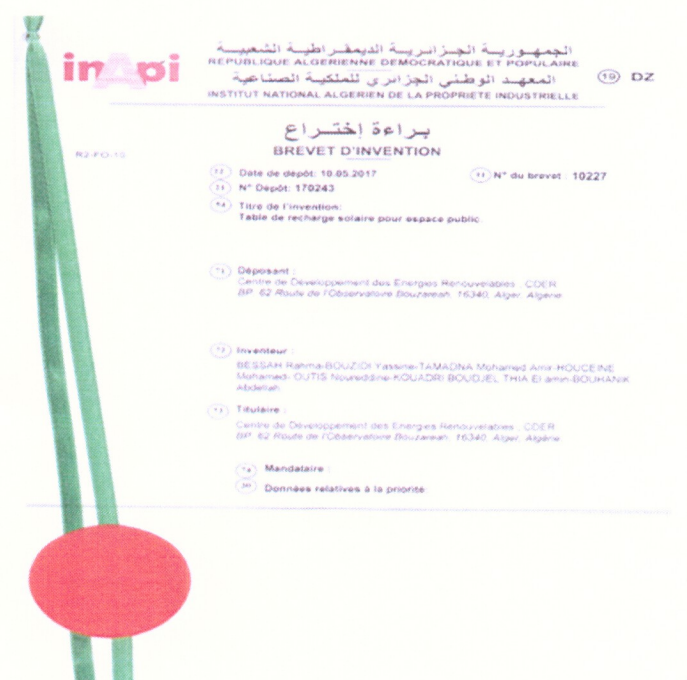 inapi
الجمهورية الجزائرية الديمقراطية الشعبية
REPUBLIQUE ALGERIENNE DEMOCRATIQUE ET POPULAIRE
المعهد الوطني الجزائري للملكية الصناعية
INSTITUT NATIONAL ALGERIEN DE LA PROPRIETE INDUSTRIELLE
19 DZ
براءة إختراع
BREVET D'INVENTION
R2-FO-10
22 Date de depôt: 10.05.2017
11 N° du brevet : 10227
21 N° Dépôt: 170243
54 Titre de l'invention:
Table de recharge solaire pour espace public.
71 Déposant :
Centre de Développement des Energies Renouvelables , CDER
BP. 62 Route de l'Observatoire Bouzareah, 16340, Alger, Algérie
72 Inventeur :
BESSAH Rahma-BOUZIDI Yassine-TAMADNA Mohamed Amir-HOUCEINE
Mohamed- OUTIS Noureddine-KOUADRI BOUDJEL THIA El amin-BOUHANIK
Abdellah
73 Titulaire :
Centre de Développement des Energies Renouvelables , CDER
BP. 62 Route de l'Observatoire Bouzareah, 16340, Alger, Algérie
74 Mandataire :
30 Données relatives à la priorité: